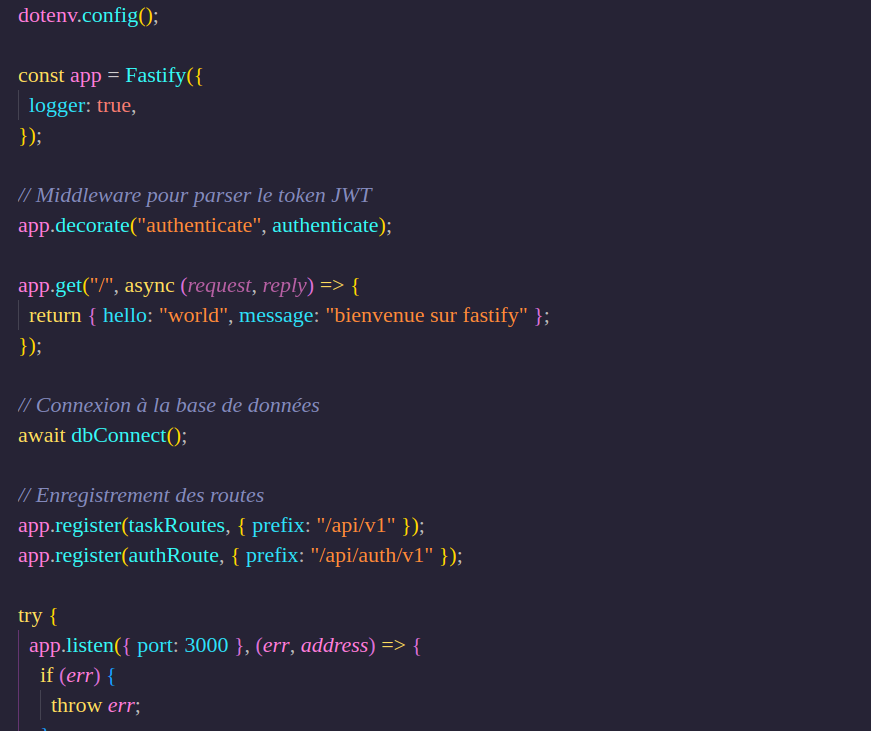 dotenv.config();
const app = Fastify({
logger: true,
});
// Middleware pour parser le token JWT
app.decorate("authenticate", authenticate);
app.get("/", async (request, reply) => {
return { hello: "world", message: "bienvenue sur fastify" };
});
// Connexion à la base de données
await dbConnect();
// Enregistrement des routes
app.register(taskRoutes, { prefix: "/api/v1" });
app.register(authRoute, { prefix: "/api/auth/v1" });
try {
app.listen({ port: 3000 }, (err, address) => {
if (err) {
throw err;